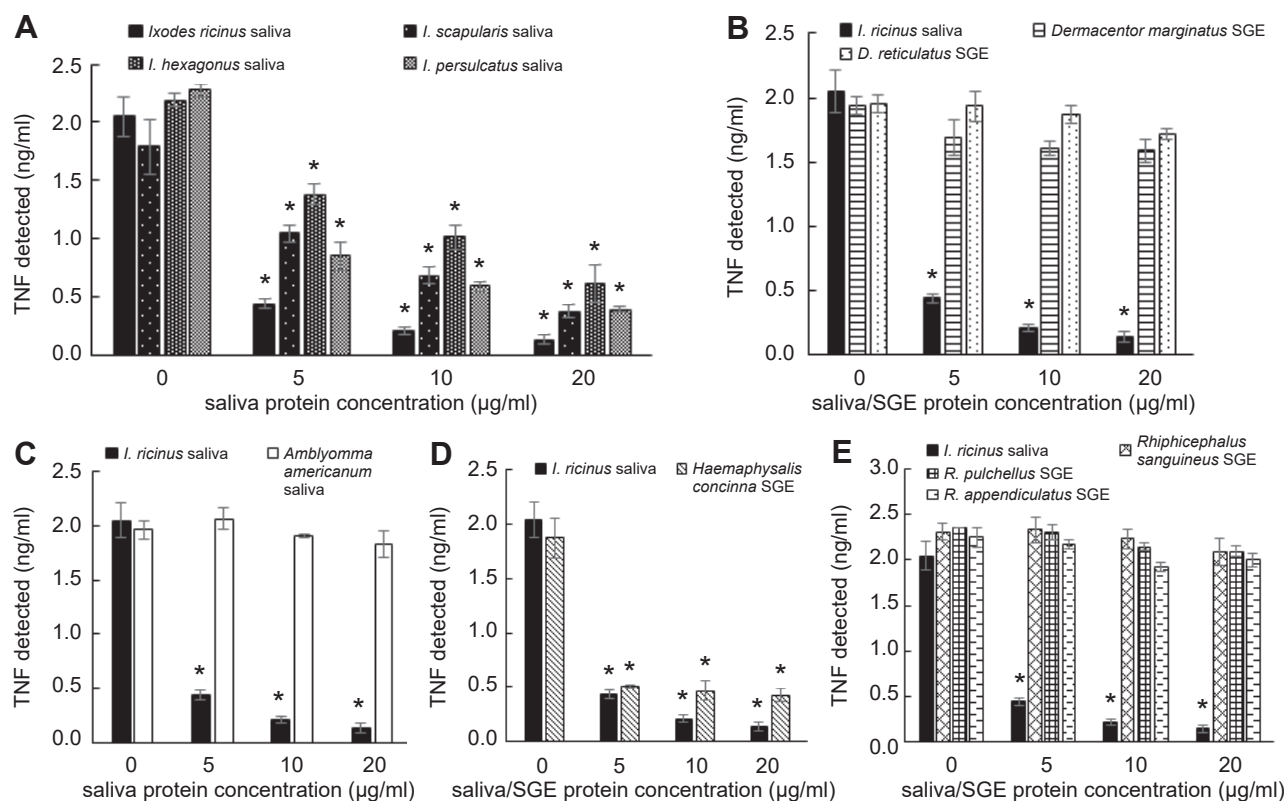 A
Ixodes ricinus saliva
I. scapularis saliva
I. hexagonus saliva
I. persulcatus saliva
TNF detected (ng/ml)
2.5
2.0
1.5
1.0
0.5
0.0
* * * *
* * * *
* * * *
0 5 10 20
saliva protein concentration (µg/ml)
B
I. ricinus saliva
Dermacentor marginatus SGE
D. reticulatus SGE
TNF detected (ng/ml)
2.5
2.0
1.5
1.0
0.5
0.0
* * *
0 5 10 20
saliva/SGE protein concentration (µg/ml)
C
I. ricinus saliva
Amblyomma
americanum
saliva
TNF detected (ng/ml)
2.5
2.0
1.5
1.0
0.5
0.0
* * *
0 5 10 20
saliva protein concentration (µg/ml)
D
I. ricinus saliva
Haemaphysalis
concinna SGE
TNF detected (ng/ml)
2.5
2.0
1.5
1.0
0.5
0.0
* * * * * *
0 5 10 20
saliva/SGE protein concentration (µg/ml)
E
I. ricinus saliva
Rhiphicephalus
sanguineus SGE
R. pulchellus SGE
R. appendiculatus SGE
TNF detected (ng/ml)
3.0
2.5
2.0
1.5
1.0
0.5
0.0
* * *
0 5 10 20
saliva/SGE protein concentration (µg/ml)